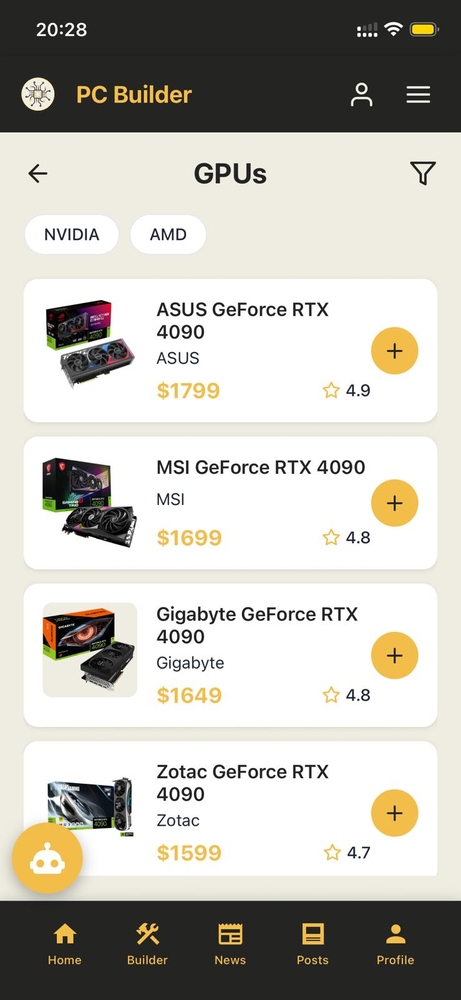 20:28
PC Builder
GPUs
NVIDIA
AMD
ASUS GeForce RTX
4090
ASUS
$1799
4.9
MSI GeForce RTX 4090
MSI
$1699
4.8
Gigabyte GeForce RTX
4090
Gigabyte
$1649
4.8
Zotac GeForce RTX
4090
Zotac
$1599
4.7
Home
Builder
News
Posts
Profile